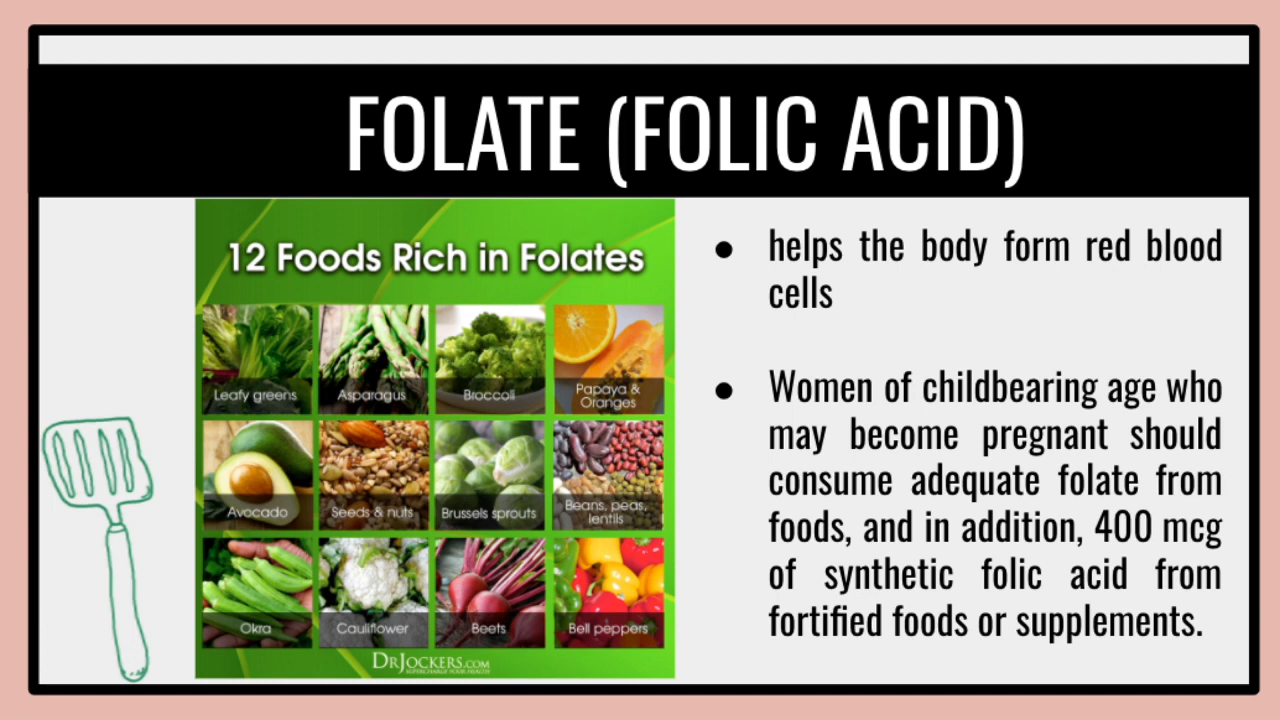 FOLATE (FOLIC ACID)
12 Foods Rich in Folates
Leafy greens
Asparagus
Broccoli
Papaya &
Oranges
Avocado
Seeds & nuts
Brussels sprouts
Beans, peas,
lentils
Okra
Cauliflower
Beets
Bell peppers
DRJOCKERS.COM
SUPERCHARGE YOUR HEALTH
● helps the body form red blood
cells
● Women of childbearing age who
may become pregnant should
consume adequate folate from
foods, and in addition, 400 mcg
of synthetic folic acid from
fortified foods or supplements.